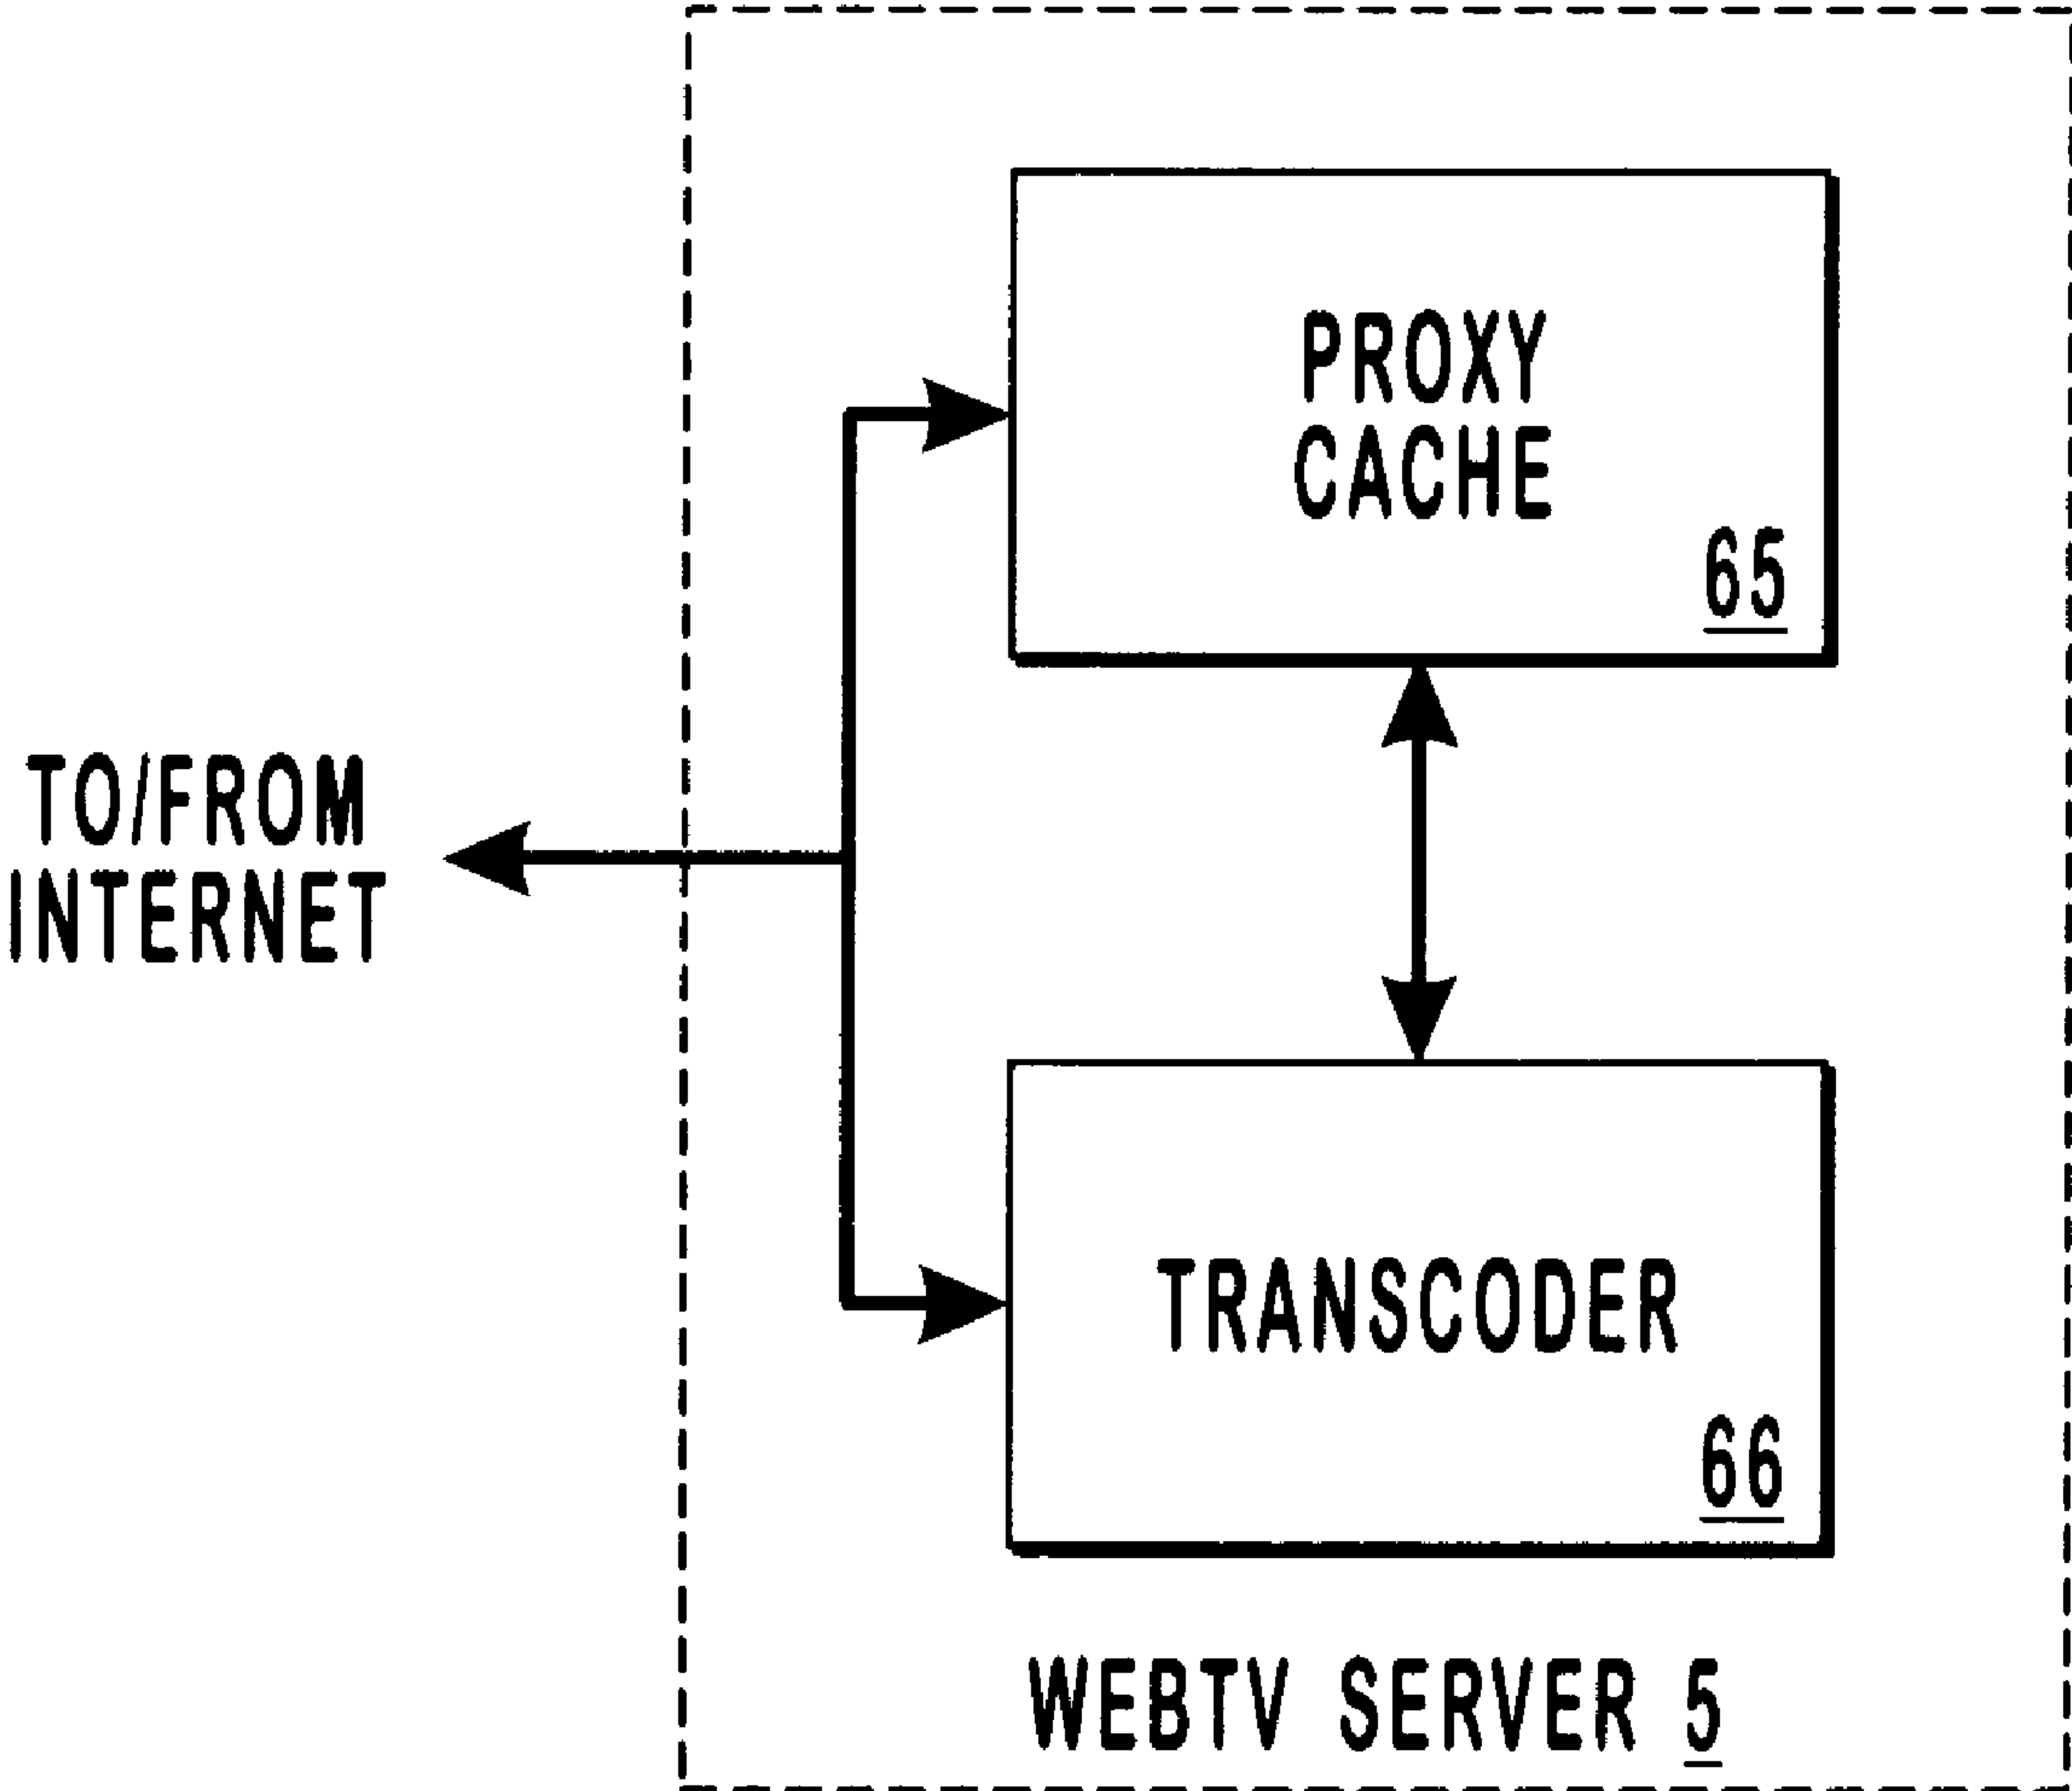 PROXY
CACHE
65
TO/FROM
INTERNET
TRANSCODER
66
WEBTV SERVER 5